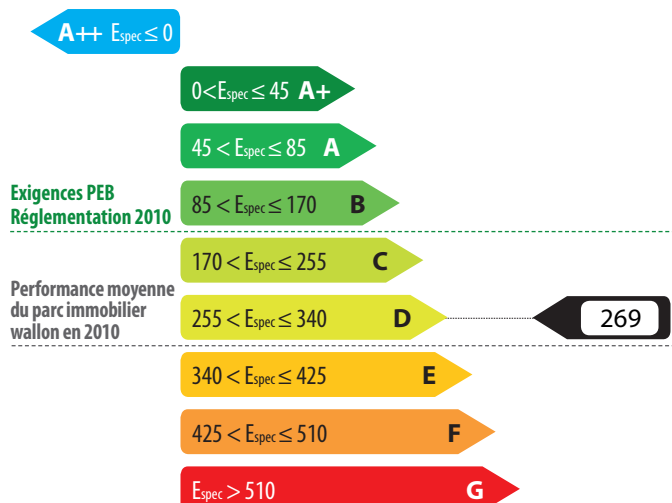 A++ Espec ≤ 0
0<Espec ≤ 45 A+
45 < Espec ≤ 85 A
Exigences PEB
Réglementation 2010
85 < Espec ≤ 170 B
170 < Espec ≤ 255 C
Performance moyenne
du parc immobilier
wallon en 2010
255 < Espec ≤ 340 D
269
340 < Espec ≤ 425 E
425 < Espec ≤ 510 F
Espec > 510 G